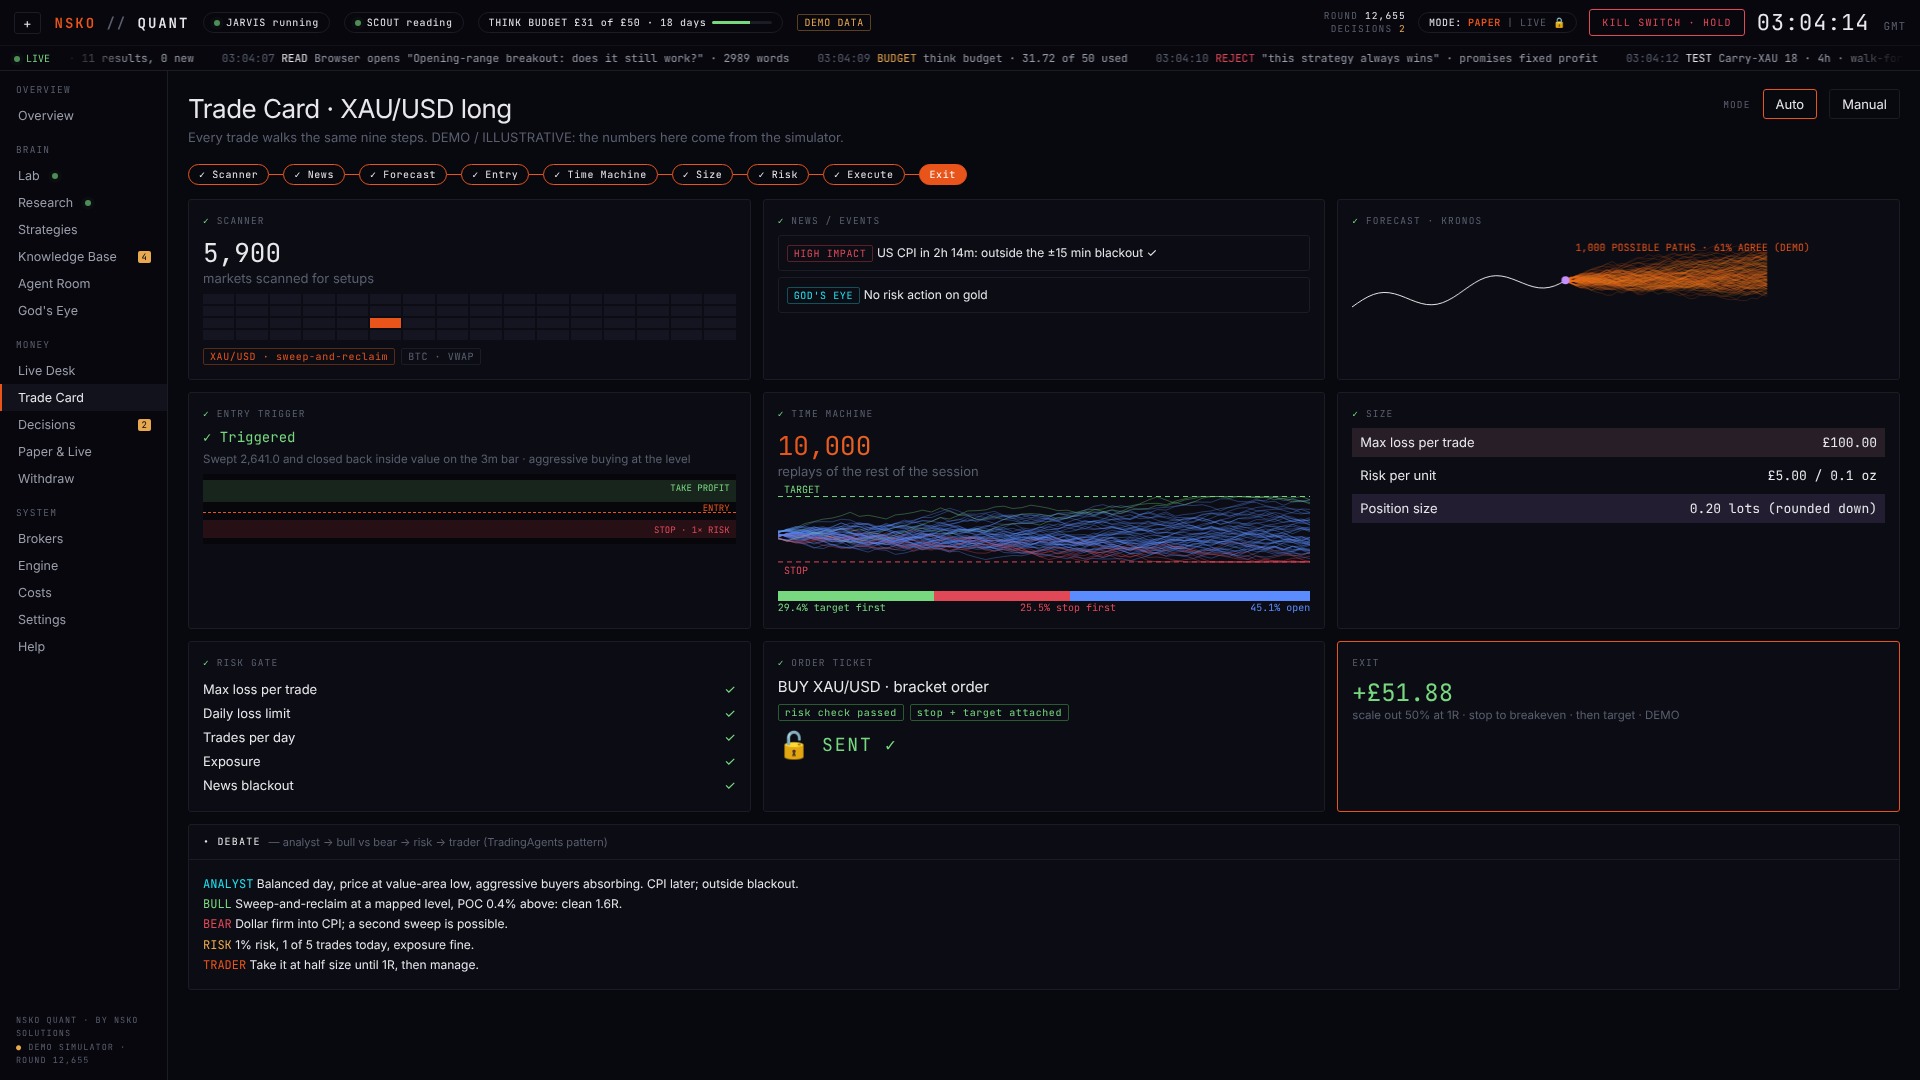 + NSKO // QUANT JARVIS running SCOUT reading THINK BUDGET £31 of £50 · 18 days DEMO DATA ROUND 12,655 DECISIONS 2 MODE: PAPER | LIVE KILL SWITCH · HOLD 03:04:14 GMT
LIVE 11 results, 0 new 03:04:07 READ Browser opens "Opening-range breakout: does it still work?" · 2989 words 03:04:09 BUDGET think budget · 31.72 of 50 used 03:04:10 REJECT "this strategy always wins" · promises fixed profit 03:04:12 TEST Carry-XAU 18 · 4h · walk-for
OVERVIEW
Overview
BRAIN
Lab
Research
Strategies
Knowledge Base 4
Agent Room
God's Eye
MONEY
Live Desk
Trade Card
Decisions 2
Paper & Live
Withdraw
SYSTEM
Brokers
Engine
Costs
Settings
Help
NSKO QUANT · BY NSKO
SOLUTIONS
DEMO SIMULATOR ·
ROUND 12,655
Trade Card · XAU/USD long
MODE Auto Manual
Every trade walks the same nine steps. DEMO / ILLUSTRATIVE: the numbers here come from the simulator.
✓ Scanner ✓ News ✓ Forecast ✓ Entry ✓ Time Machine ✓ Size ✓ Risk ✓ Execute Exit
✓ SCANNER
5,900
markets scanned for setups
XAU/USD · sweep-and-reclaim BTC · VWAP
✓ NEWS / EVENTS
HIGH IMPACT US CPI in 2h 14m: outside the ±15 min blackout ✓
GOD'S EYE No risk action on gold
✓ FORECAST · KRONOS
1,000 POSSIBLE PATHS · 61% AGREE (DEMO)
✓ ENTRY TRIGGER
✓ Triggered
Swept 2,641.0 and closed back inside value on the 3m bar · aggressive buying at the level
TAKE PROFIT
ENTRY
STOP · 1× RISK
✓ TIME MACHINE
10,000
replays of the rest of the session
TARGET
STOP
29.4% target first 25.5% stop first 45.1% open
✓ SIZE
Max loss per trade £100.00
Risk per unit £5.00 / 0.1 oz
Position size 0.20 lots (rounded down)
✓ RISK GATE
Max loss per trade ✓
Daily loss limit ✓
Trades per day ✓
Exposure ✓
News blackout ✓
✓ ORDER TICKET
BUY XAU/USD · bracket order
risk check passed stop + target attached
SENT ✓
EXIT
+£51.88
scale out 50% at 1R · stop to breakeven · then target · DEMO
• DEBATE — analyst → bull vs bear → risk → trader (TradingAgents pattern)
ANALYST Balanced day, price at value-area low, aggressive buyers absorbing. CPI later; outside blackout.
BULL Sweep-and-reclaim at a mapped level, POC 0.4% above: clean 1.6R.
BEAR Dollar firm into CPI; a second sweep is possible.
RISK 1% risk, 1 of 5 trades today, exposure fine.
TRADER Take it at half size until 1R, then manage.